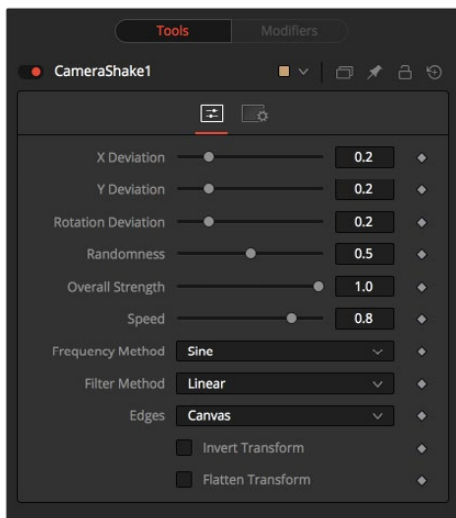 Tools Modifiers
CameraShake1
X Deviation 0.2
Y Deviation 0.2
Rotation Deviation 0.2
Randomness 0.5
Overall Strength 1.0
Speed 0.8
Frequency Method Sine
Filter Method Linear
Edges Canvas
Invert Transform
Flatten Transform